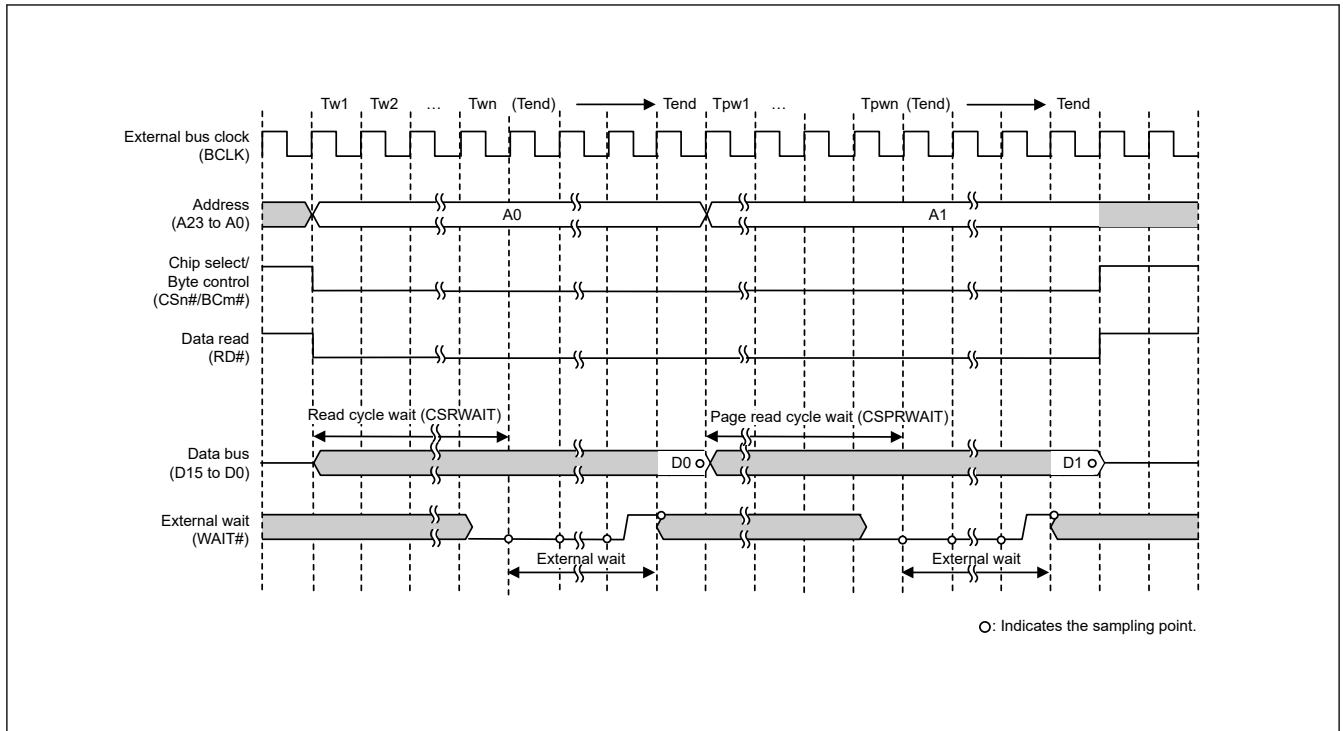 Tw1 Tw2 … Twn (Tend) Tend Tpw1 … Tpwn (Tend) Tend
External bus clock
(BCLK)
Address
(A23 to A0)
A0 A1
Chip select/
Byte control
(CSn#/BCm#)
Data read
(RD#)
Read cycle wait (CSRWAIT) Page read cycle wait (CSPRWAIT)
Data bus
(D15 to D0)
D0 D1
External wait
(WAIT#)
External wait External wait
: Indicates the sampling point.